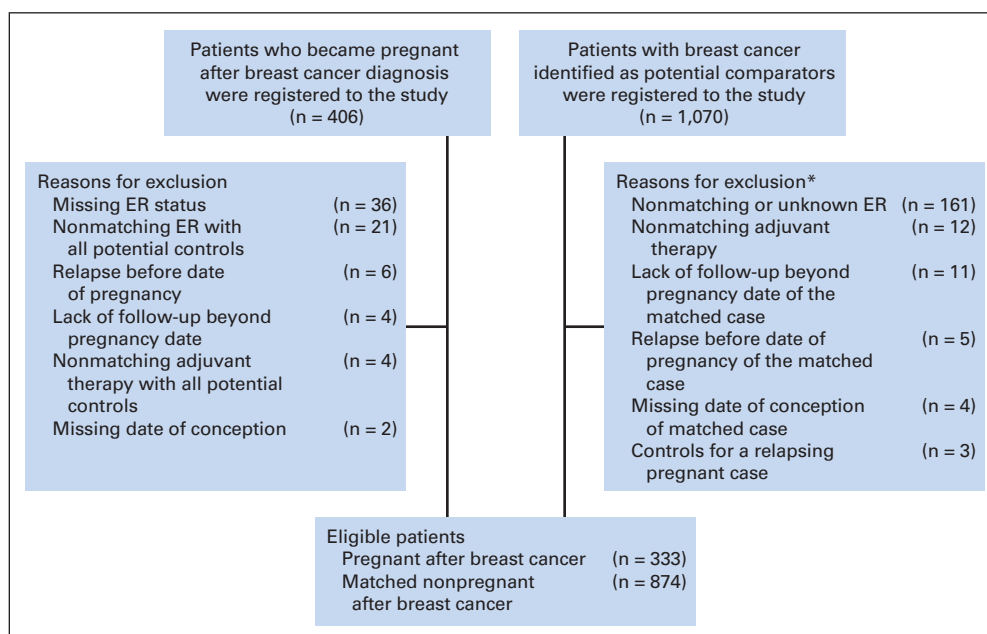 Patients who became pregnant
after breast cancer diagnosis
were registered to the study
(n = 406)
Patients with breast cancer
identified as potential comparators
were registered to the study
(n = 1,070)
Reasons for exclusion
Missing ER status (n = 36)
Nonmatching ER with (n = 21)
all potential controls
Relapse before date (n = 6)
of pregnancy
Lack of follow-up beyond (n = 4)
pregnancy date
Nonmatching adjuvant (n = 4)
therapy with all potential
controls
Missing date of conception (n = 2)
Reasons for exclusion*
Nonmatching or unknown ER (n = 161)
Nonmatching adjuvant (n = 12)
therapy
Lack of follow-up beyond (n = 11)
pregnancy date of the
matched case
Relapse before date of (n = 5)
pregnancy of the matched
case
Missing date of conception (n = 4)
of matched case
Controls for a relapsing (n = 3)
pregnant case
Eligible patients
Pregnant after breast cancer (n = 333)
Matched nonpregnant (n = 874)
after breast cancer